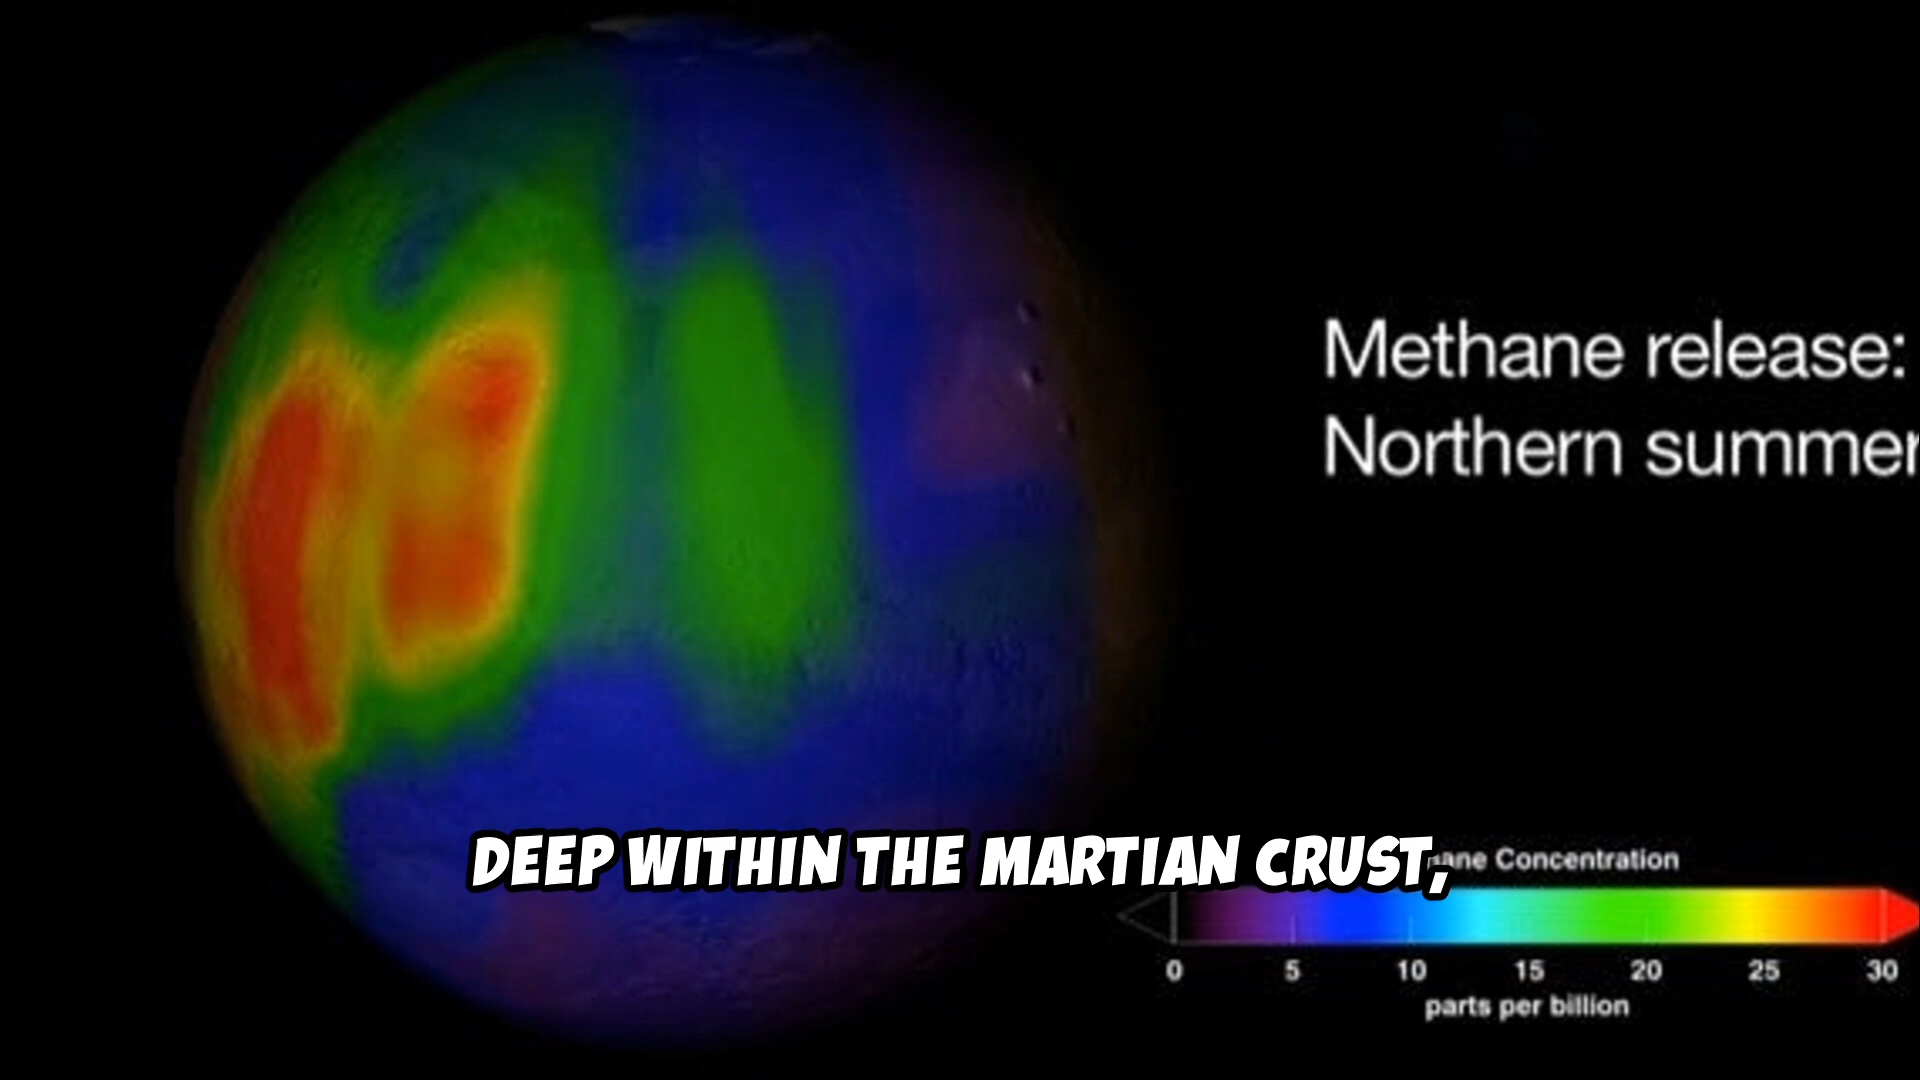 Methane release:
Northern summer
DEEP WITHIN THE MARTIAN CRUST,
Concentration
0 5 10 15 20 25 30
parts per billion